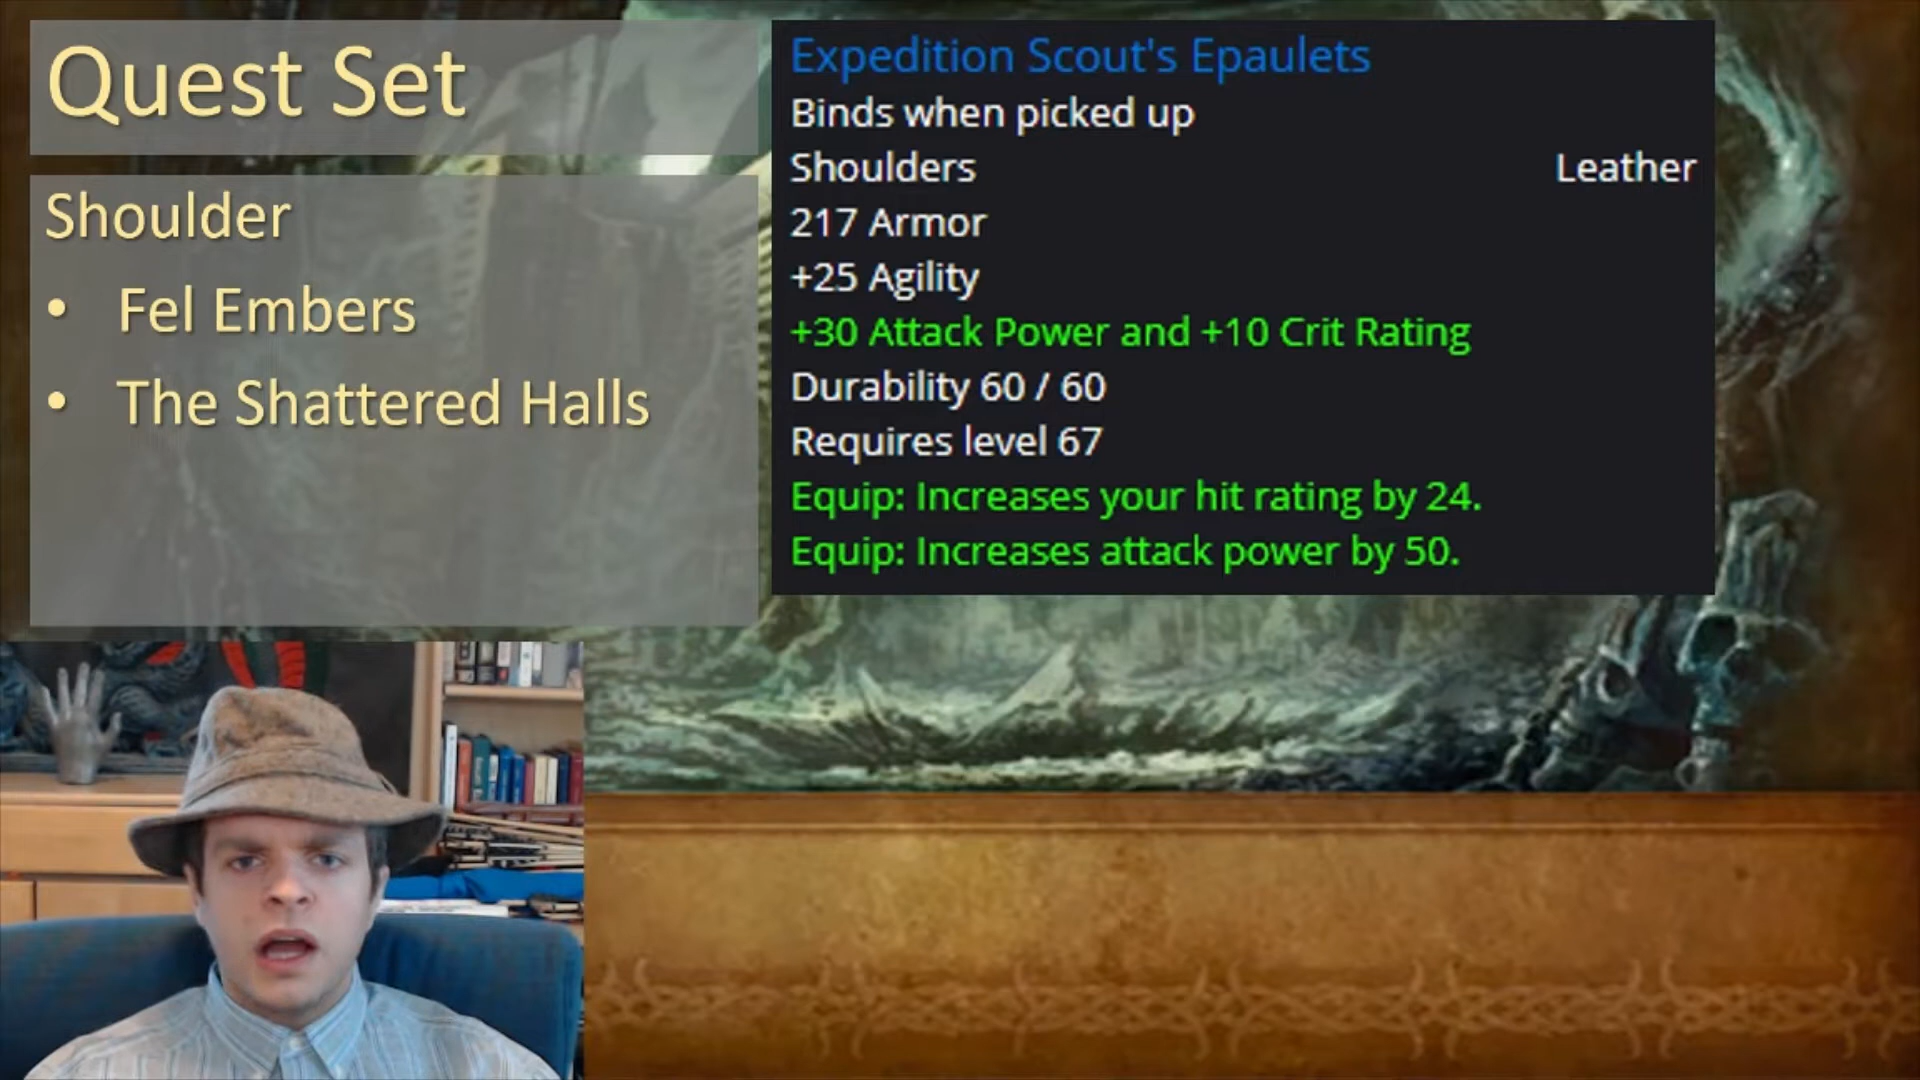 Quest Set
Shoulder
• Fel Embers
• The Shattered Halls
Expedition Scout's Epaulets
Binds when picked up
Shoulders Leather
217 Armor
+25 Agility
+30 Attack Power and +10 Crit Rating
Durability 60 / 60
Requires level 67
Equip: Increases your hit rating by 24.
Equip: Increases attack power by 50.